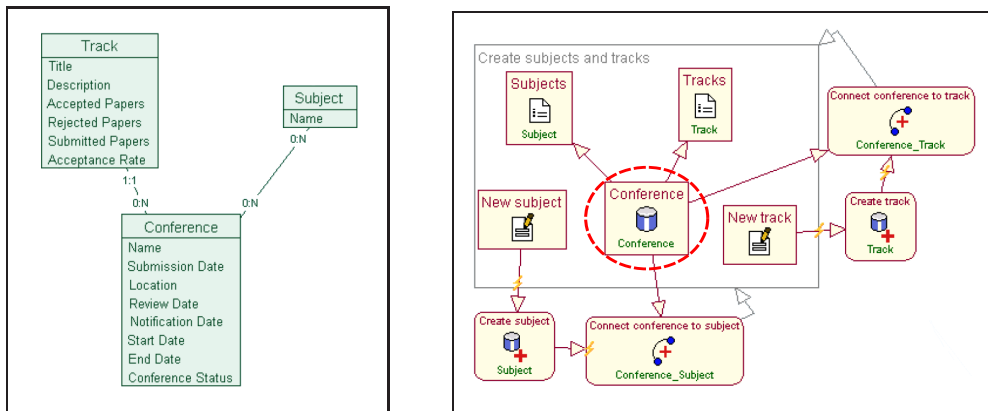 Track
Title
Description
Accepted Papers
Rejected Papers
Submitted Papers
Acceptance Rate
Subject
Name
0:N
1:1
0:N
0:N
Conference
Name
Submission Date
Location
Review Date
Notification Date
Start Date
End Date
Conference Status
Create subjects and tracks
Subjects
Subject
Tracks
Track
Connect conference to track
Conference_Track
New subject
Conference
Conference
New track
Create track
Track
Create subject
Subject
Connect conference to subject
Conference_Subject